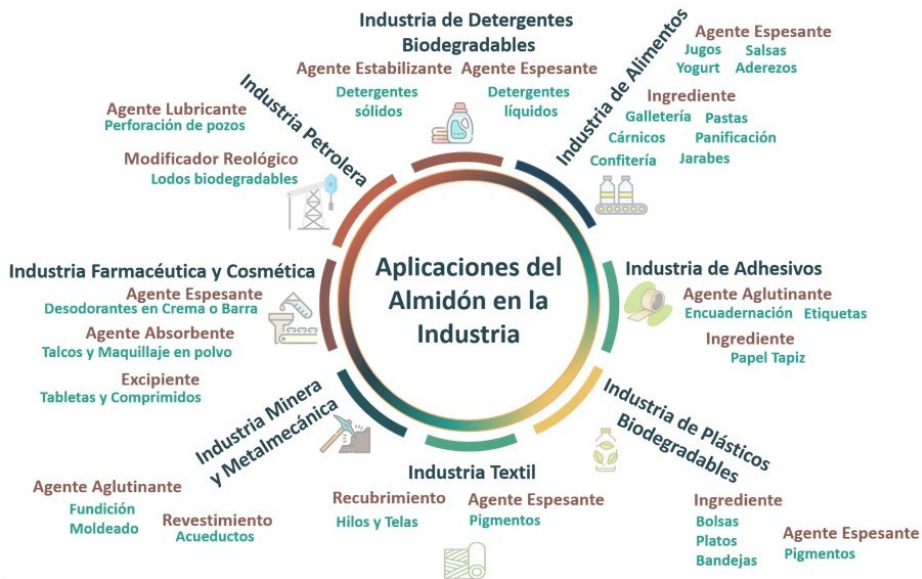 Industria de Detergentes
Biodegradables
Agente Estabilizante
Detergentes
sólidos
Agente Espesante
Detergentes
líquidos
Industria de Alimentos
Agente Espesante
Jugos
Salsas
Yogurt
Aderezos
Ingrediente
Galletería
Pastas
Cárnicos
Panificación
Confitería
Jarabes
Industria Petrolera
Agente Lubricante
Perforación de pozos
Modificador Reológico
Lodos biodegradables
Aplicaciones del
Almidón en la
Industria
Industria Farmacéutica y Cosmética
Agente Espesante
Desodorantes en Crema o Barra
Agente Absorbente
Talcos y Maquillaje en polvo
Excipiente
Tabletas y Comprimidos
Industria de Adhesivos
Agente Aglutinante
Encuadernación
Etiquetas
Ingrediente
Papel Tapiz
Industria Minera
y Metalmecánica
Agente Aglutinante
Fundición
Moldeado
Revestimiento
Acueductos
Industria Textil
Recubrimiento
Hilos y Telas
Agente Espesante
Pigmentos
Industria de Plásticos
Biodegradables
Ingrediente
Bolsas
Platos
Bandejas
Agente Espesante
Pigmentos